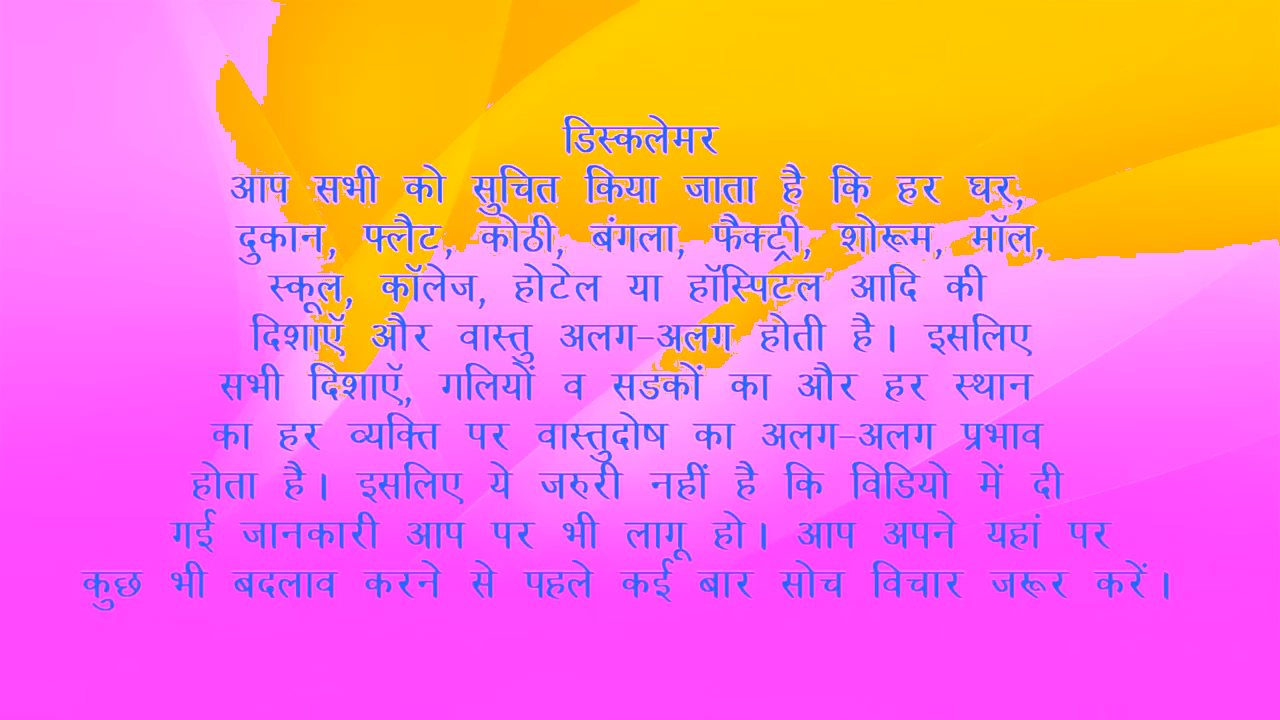 डिस्कलेमर
आप सभी को सुचित किया जाता है कि हर घर,
दुकान, फ्लैट, कोठी, बंगला, फैक्ट्री, शोरूम, मॉल,
स्कूल, कॉलेज, होटेल या हॉस्पिटल आदि की
दिशाऍ और वास्तु अलग-अलग होती है। इसलिए
सभी दिशाऍ, गलियों व सडकों का और हर स्थान
का हर व्यक्ति पर वास्तुदोष का अलग-अलग प्रभाव
होता है। इसलिए ये जरुरी नहीं है कि विडियो में दी
गई जानकारी आप पर भी लागू हो। आप अपने यहां पर
कुछ भी बदलाव करने से पहले कई बार सोच विचार जरूर करें।